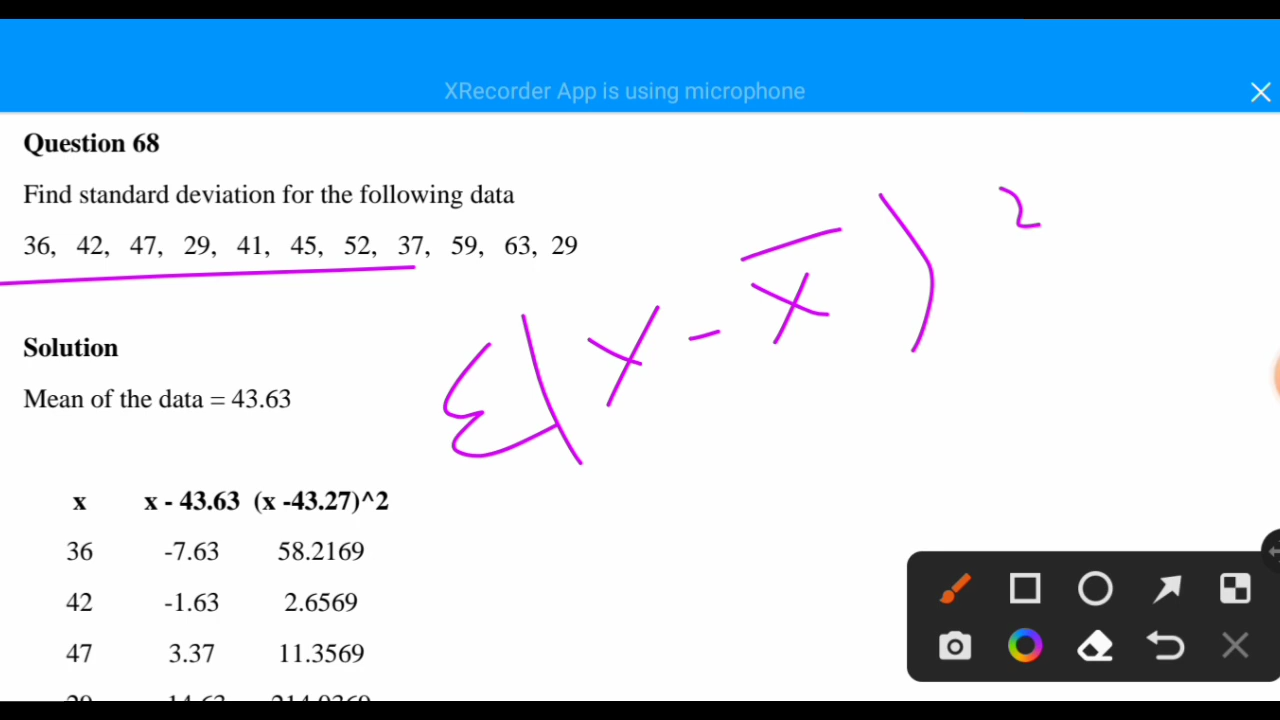 XRecorder App is using microphone
Question 68
Find standard deviation for the following data
36, 42, 47, 29, 41, 45, 52, 37, 59, 63, 29
Σ(x - x̄)²
Solution
Mean of the data = 43.63
x x - 43.63 (x -43.27)^2
36 -7.63 58.2169
42 -1.63 2.6569
47 3.37 11.3569